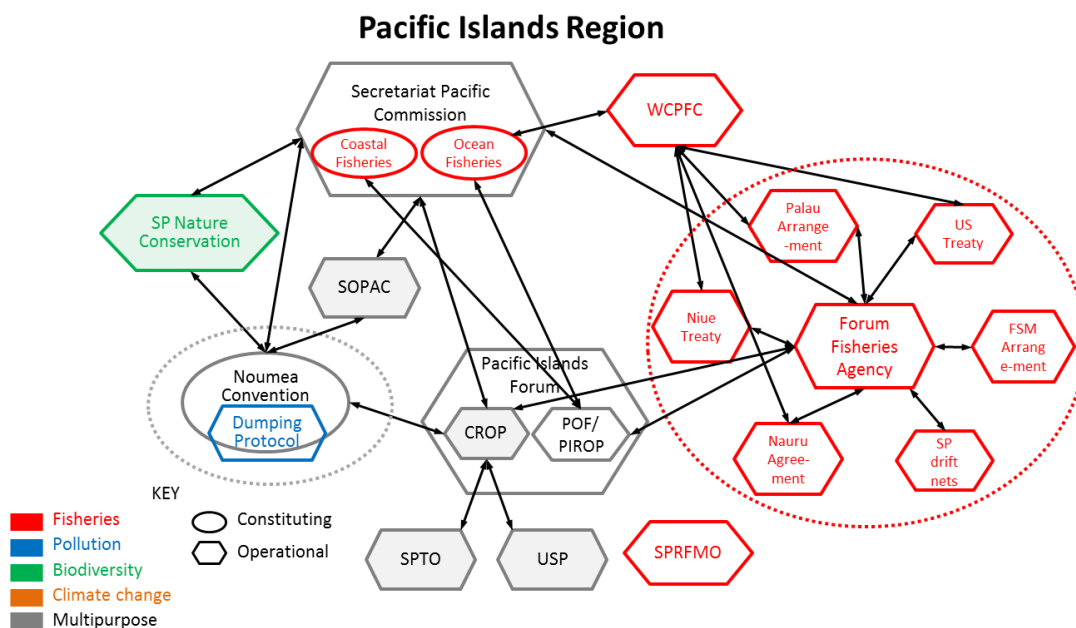 Pacific Islands Region
Secretariat Pacific
Commission
Coastal
Fisheries
Ocean
Fisheries
WCPFC
SP Nature
Conservation
Palau
Arrange
-ment
US
Treaty
SOPAC
Niue
Treaty
Forum
Fisheries
Agency
FSM
Arrang
e-ment
Noumea
Convention
Dumping
Protocol
Pacific Islands
Forum
CROP
POF/
PIROP
Nauru
Agree-
ment
SP
drift
nets
KEY
Fisheries
Pollution
Biodiversity
Climate change
Multipurpose
Constituting
Operational
SPTO
USP
SPRFMO